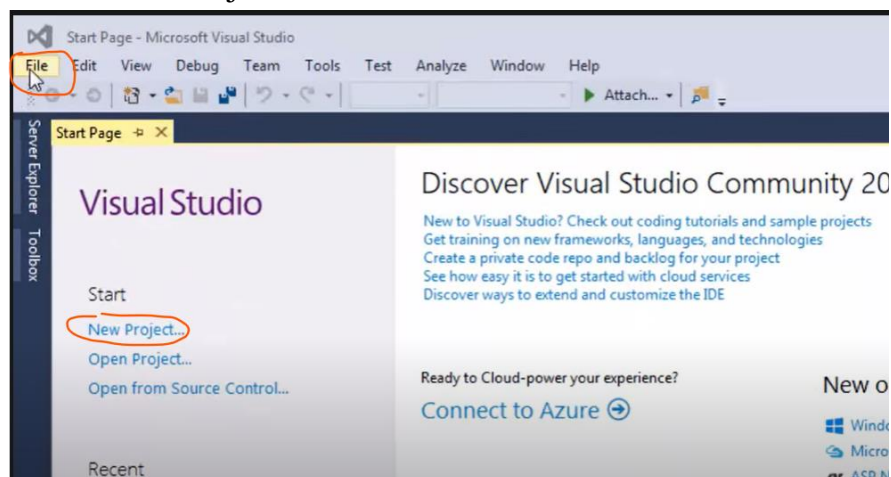 Start Page - Microsoft Visual Studio
File Edit View Debug Team Tools Test Analyze Window Help
Attach...
Server Explorer
Toolbox
Start Page
Visual Studio
Start
New Project...
Open Project...
Open from Source Control...
Recent
Discover Visual Studio Community 20
New to Visual Studio? Check out coding tutorials and sample projects
Get training on new frameworks, languages, and technologies
Create a private code repo and backlog for your project
See how easy it is to get started with cloud services
Discover ways to extend and customize the IDE
Ready to Cloud-power your experience?
Connect to Azure
New o
Windo
Micro